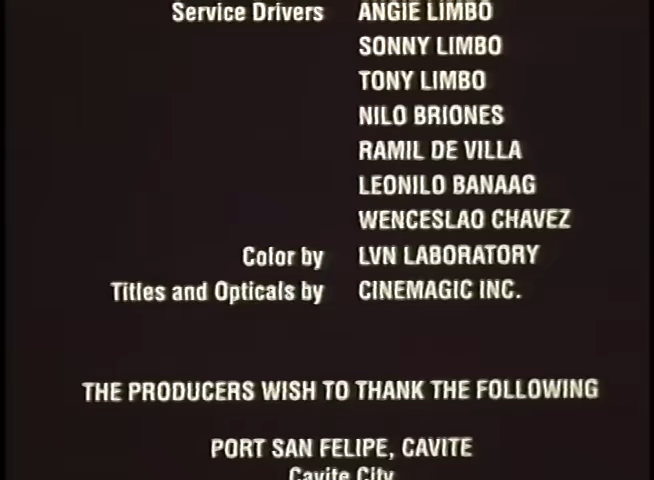 Service Drivers ANGIE LIMBO
SONNY LIMBO
TONY LIMBO
NILO BRIONES
RAMIL DE VILLA
LEONILO BANAAG
WENCESLAO CHAVEZ
Color by LVN LABORATORY
Titles and Opticals by CINEMAGIC INC.
THE PRODUCERS WISH TO THANK THE FOLLOWING
PORT SAN FELIPE, CAVITE
Cavite City